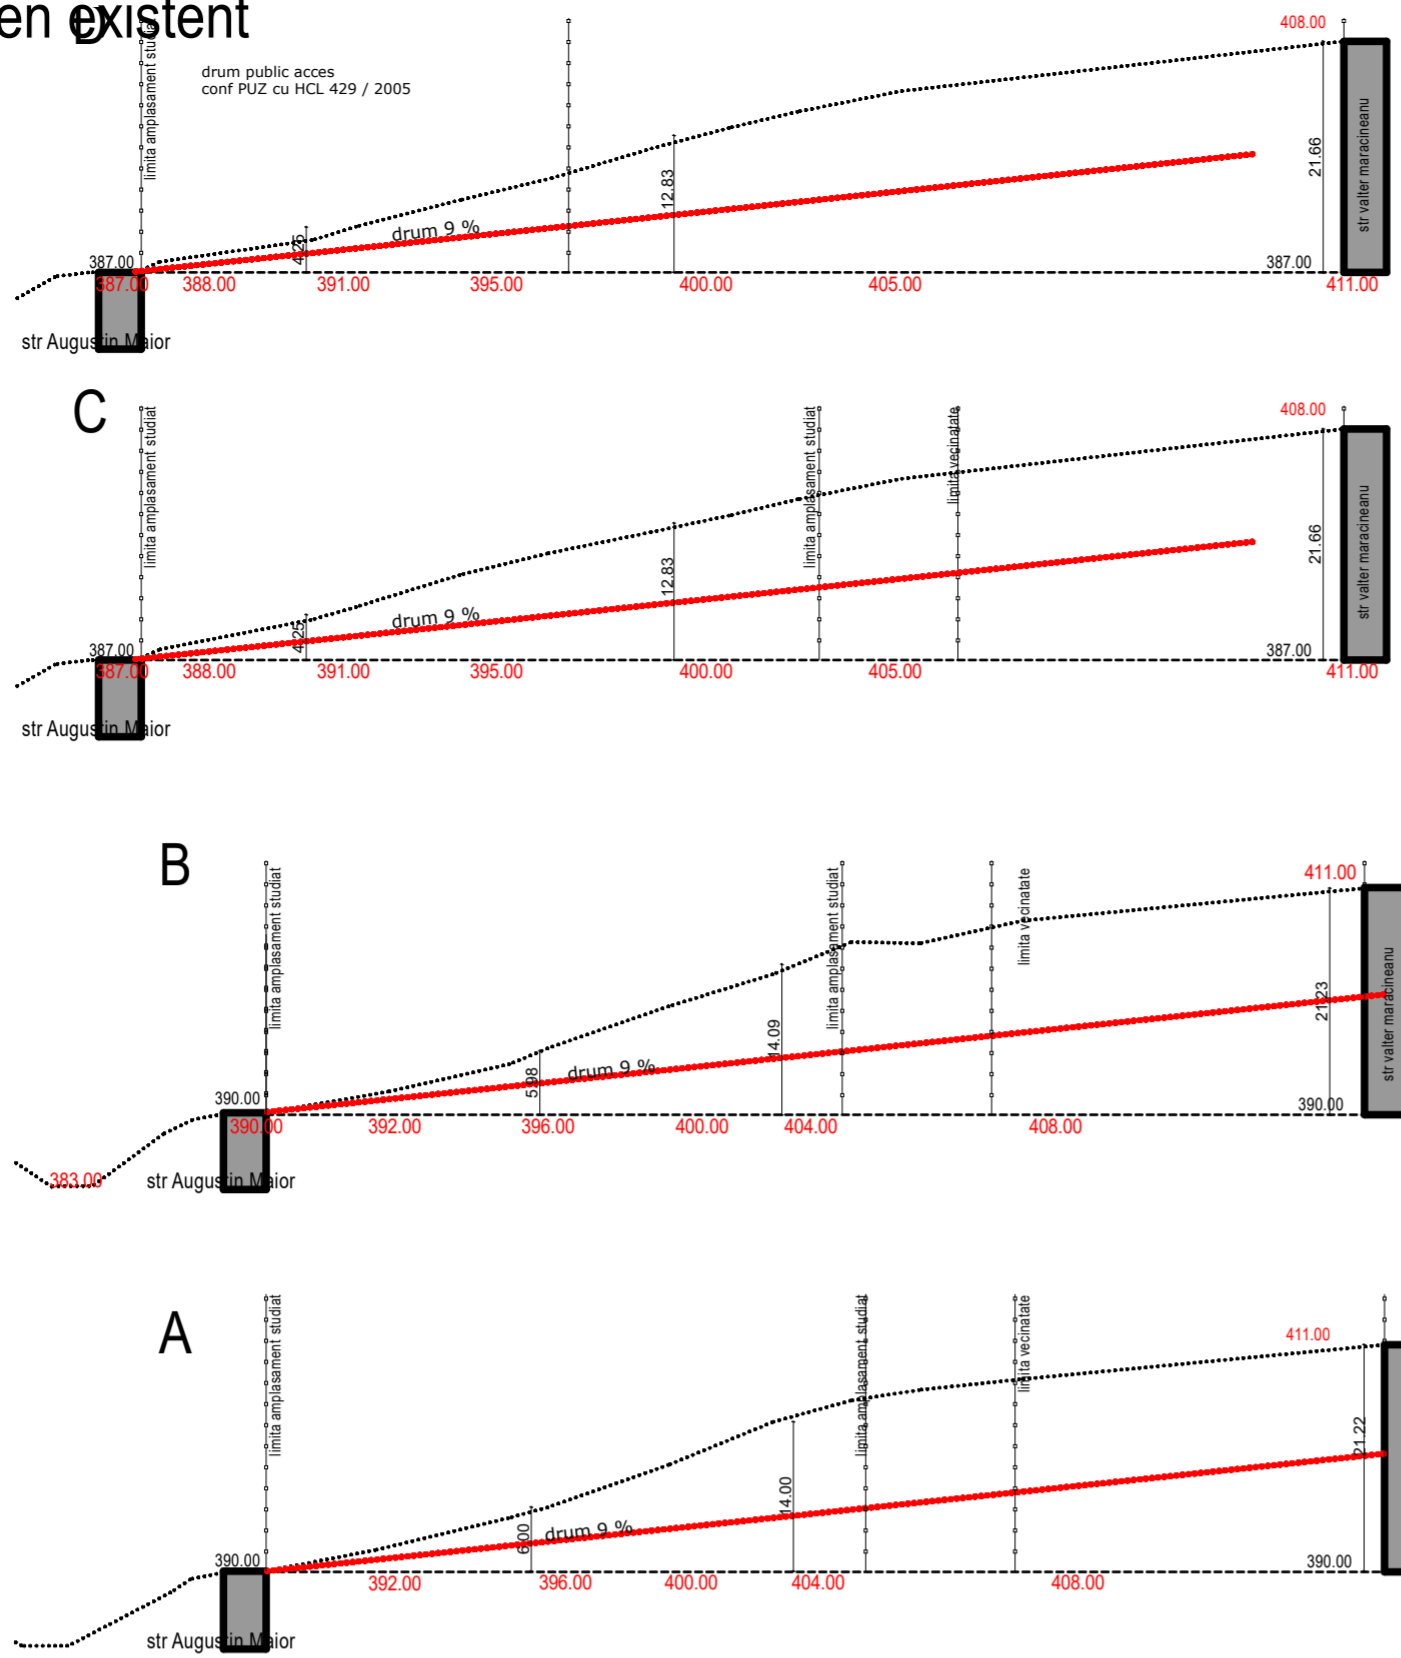 en existent
D
limita amplasament studiat
drum public acces
conf PUZ cu HCL 429 / 2005
408.00
4.25
drum 9 %
12.83
21.66
str valter maracineanu
387.00
387.00
387.00
388.00
391.00
395.00
400.00
405.00
411.00
str Augustin Maior
C
limita amplasament studiat
limita amplasament studiat
limita vecinatate
408.00
4.25
drum 9 %
12.83
21.66
str valter maracineanu
387.00
387.00
387.00
388.00
391.00
395.00
400.00
405.00
411.00
str Augustin Maior
B
limita amplasament studiat
limita amplasament studiat
limita vecinatate
411.00
5.98
drum 9 %
14.09
21.23
str valter maracineanu
390.00
390.00
390.00
392.00
396.00
400.00
404.00
408.00
383.00
str Augustin Maior
A
limita amplasament studiat
limita amplasament studiat
limita vecinatate
411.00
6.00
drum 9 %
14.00
21.22
390.00
390.00
392.00
396.00
400.00
404.00
408.00
str Augustin Maior